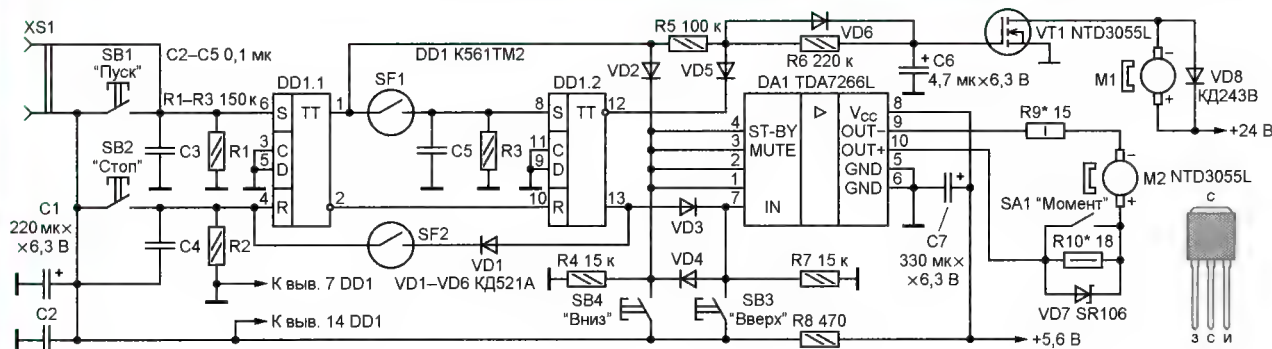 XS1
SB1
"Пуск"
C2–C5 0,1 мк
R1–R3 150 к
SB2
"Стоп"
C1
220 мк×
×6,3 В
C2
C3
R1
C4
R2
DD1.1
6 S TT 1
3 C
5 D
4 R 2
К выв. 7 DD1
К выв. 14 DD1
DD1 К561ТМ2
SF1
C5
R3
SF2
VD1
VD1–VD6 КД521А
DD1.2
8 S TT 12
11 C
9 D
10 R 13
R5 100 к
VD2
VD5
VD6
R6 220 к
C6
4,7 мк×6,3 В
VT1 NTD3055L
M1
VD8
КД243В
+24 В
DA1 TDA7266L
4 ST-BY
3 MUTE
2
1
7 IN
VCC 8
OUT– 9
OUT+ 10
GND 5
GND 6
VD3
VD4
R4 15 к
R7 15 к
SB4
"Вниз"
SB3
"Вверх"
R8 470
C7
330 мк×
×6,3 В
R9* 15
M2
SA1 "Момент"
R10* 18
VD7 SR106
+5,6 В
NTD3055L
с
з с и